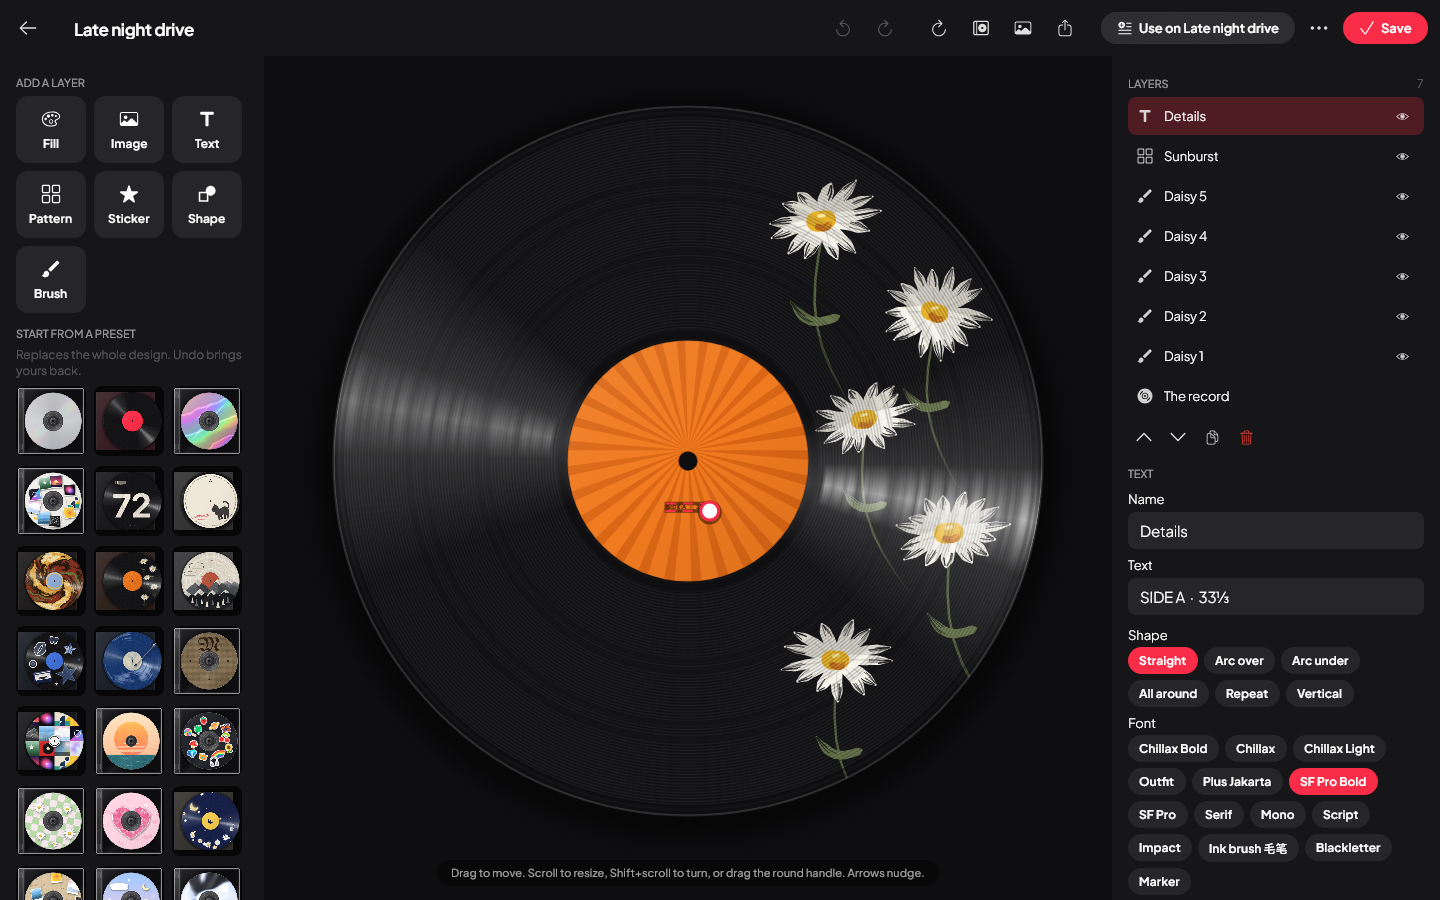 Late night drive
Use on Late night drive
Save
ADD A LAYER
Fill
Image
Text
Pattern
Sticker
Shape
Brush
START FROM A PRESET
Replaces the whole design. Undo brings
yours back.
72
Drag to move. Scroll to resize, Shift+scroll to turn, or drag the round handle. Arrows nudge.
LAYERS
7
Details
Sunburst
Daisy 5
Daisy 4
Daisy 3
Daisy 2
Daisy 1
The record
TEXT
Name
Details
Text
SIDE A · 33⅓
Shape
Straight
Arc over
Arc under
All around
Repeat
Vertical
Font
Chillax Bold
Chillax
Chillax Light
Outfit
Plus Jakarta
SF Pro Bold
SF Pro
Serif
Mono
Script
Impact
Ink brush 毛笔
Blackletter
Marker